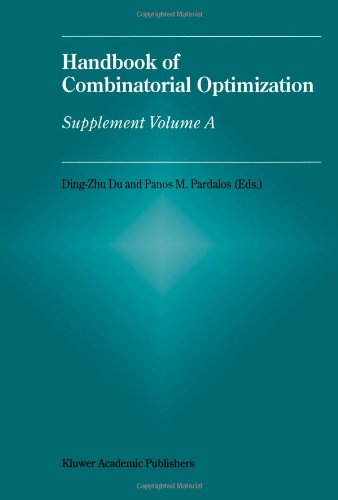 Handbook of
Combinatorial Optimization
Supplement Volume A
Ding-Zhu Du and Panos M. Pardalos (Eds.)
Kluwer Academic Publishers